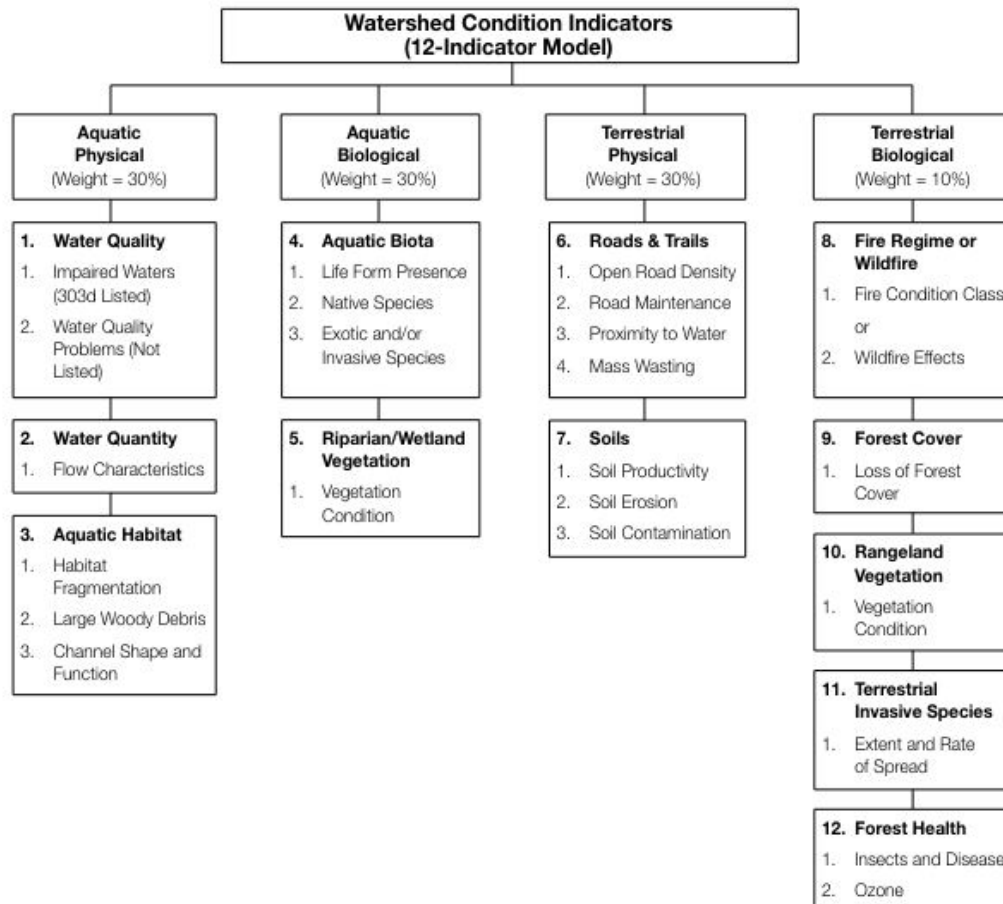 Watershed Condition Indicators
(12-Indicator Model)
Aquatic
Physical
(Weight = 30%)
1. Water Quality
1. Impaired Waters
(303d Listed)
2. Water Quality
Problems (Not
Listed)
2. Water Quantity
1. Flow Characteristics
3. Aquatic Habitat
1. Habitat
Fragmentation
2. Large Woody Debris
3. Channel Shape and
Function
Aquatic
Biological
(Weight = 30%)
4. Aquatic Biota
1. Life Form Presence
2. Native Species
3. Exotic and/or
Invasive Species
5. Riparian/Wetland
Vegetation
1. Vegetation
Condition
Terrestrial
Physical
(Weight = 30%)
6. Roads & Trails
1. Open Road Density
2. Road Maintenance
3. Proximity to Water
4. Mass Wasting
7. Soils
1. Soil Productivity
2. Soil Erosion
3. Soil Contamination
Terrestrial
Biological
(Weight = 10%)
8. Fire Regime or
Wildfire
1. Fire Condition Class
or
2. Wildfire Effects
9. Forest Cover
1. Loss of Forest
Cover
10. Rangeland
Vegetation
1. Vegetation
Condition
11. Terrestrial
Invasive Species
1. Extent and Rate
of Spread
12. Forest Health
1. Insects and Disease
2. Ozone